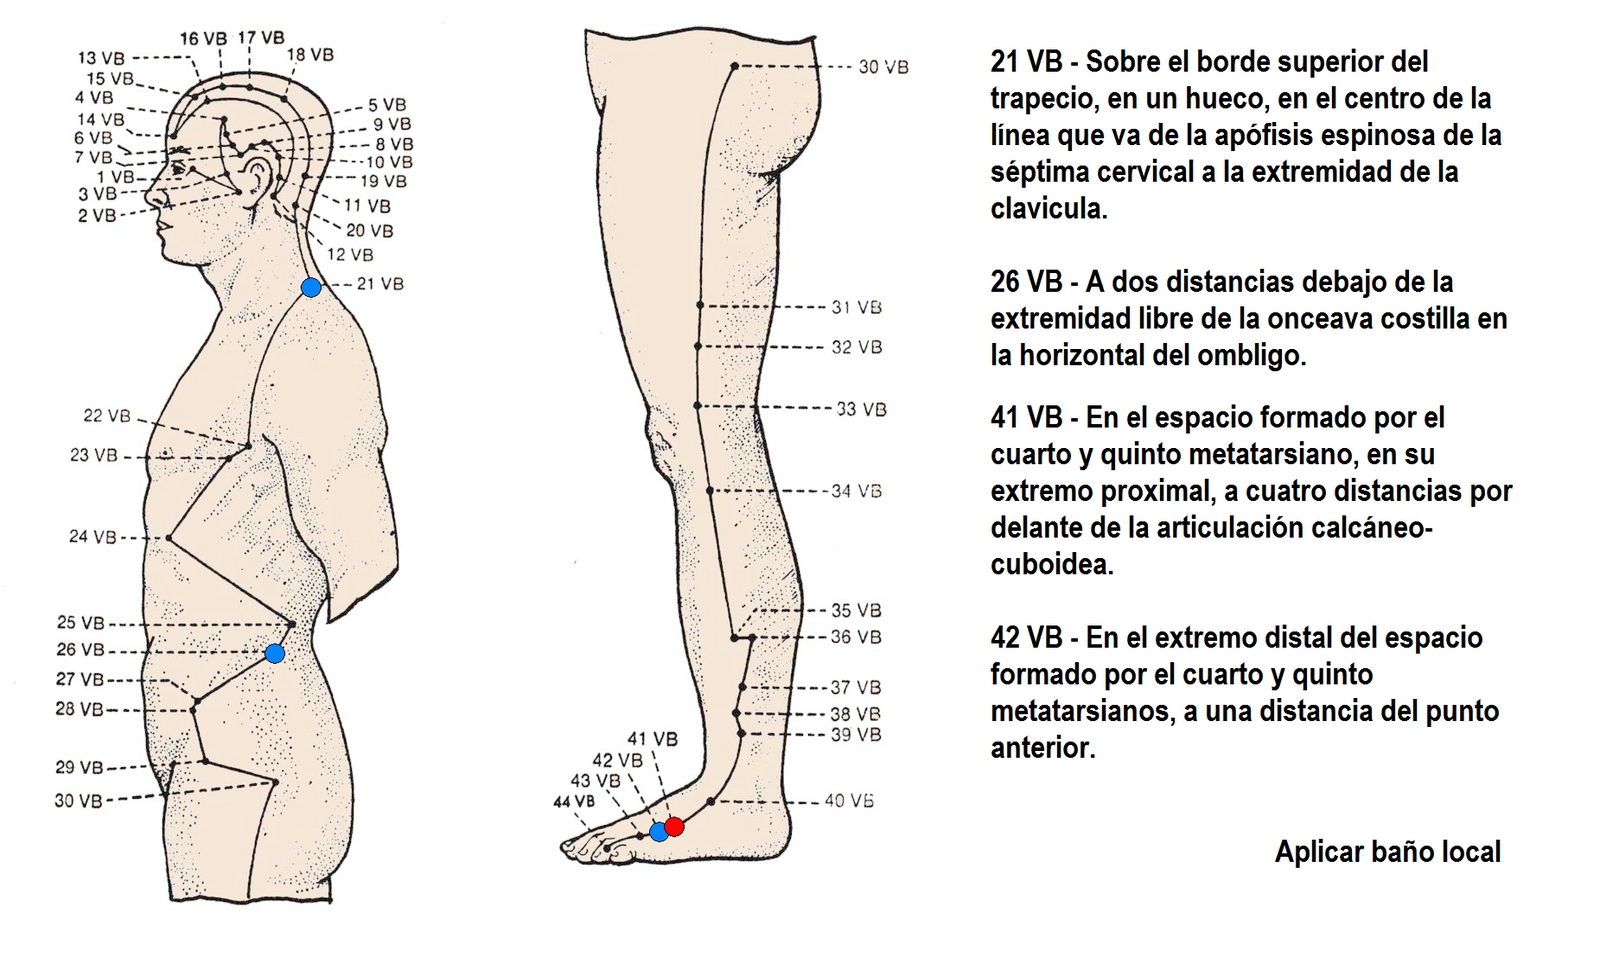 16 VB 17 VB
13 VB
18 VB
15 VB
4 VB
5 VB
14 VB
9 VB
6 VB
8 VB
7 VB
10 VB
1 VB
19 VB
3 VB
11 VB
2 VB
20 VB
12 VB
21 VB
22 VB
23 VB
24 VB
25 VB
26 VB
27 VB
28 VB
29 VB
30 VB
30 VB
31 VB
32 VB
33 VB
34 VB
35 VB
36 VB
37 VB
38 VB
39 VB
41 VB
42 VB
43 VB
44 VB
40 VB
21 VB - Sobre el borde superior del
trapecio, en un hueco, en el centro de la
línea que va de la apófisis espinosa de la
séptima cervical a la extremidad de la
clavicula.
26 VB - A dos distancias debajo de la
extremidad libre de la onceava costilla en
la horizontal del ombligo.
41 VB - En el espacio formado por el
cuarto y quinto metatarsiano, en su
extremo proximal, a cuatro distancias por
delante de la articulación calcáneo-
cuboidea.
42 VB - En el extremo distal del espacio
formado por el cuarto y quinto
metatarsianos, a una distancia del punto
anterior.
Aplicar baño local